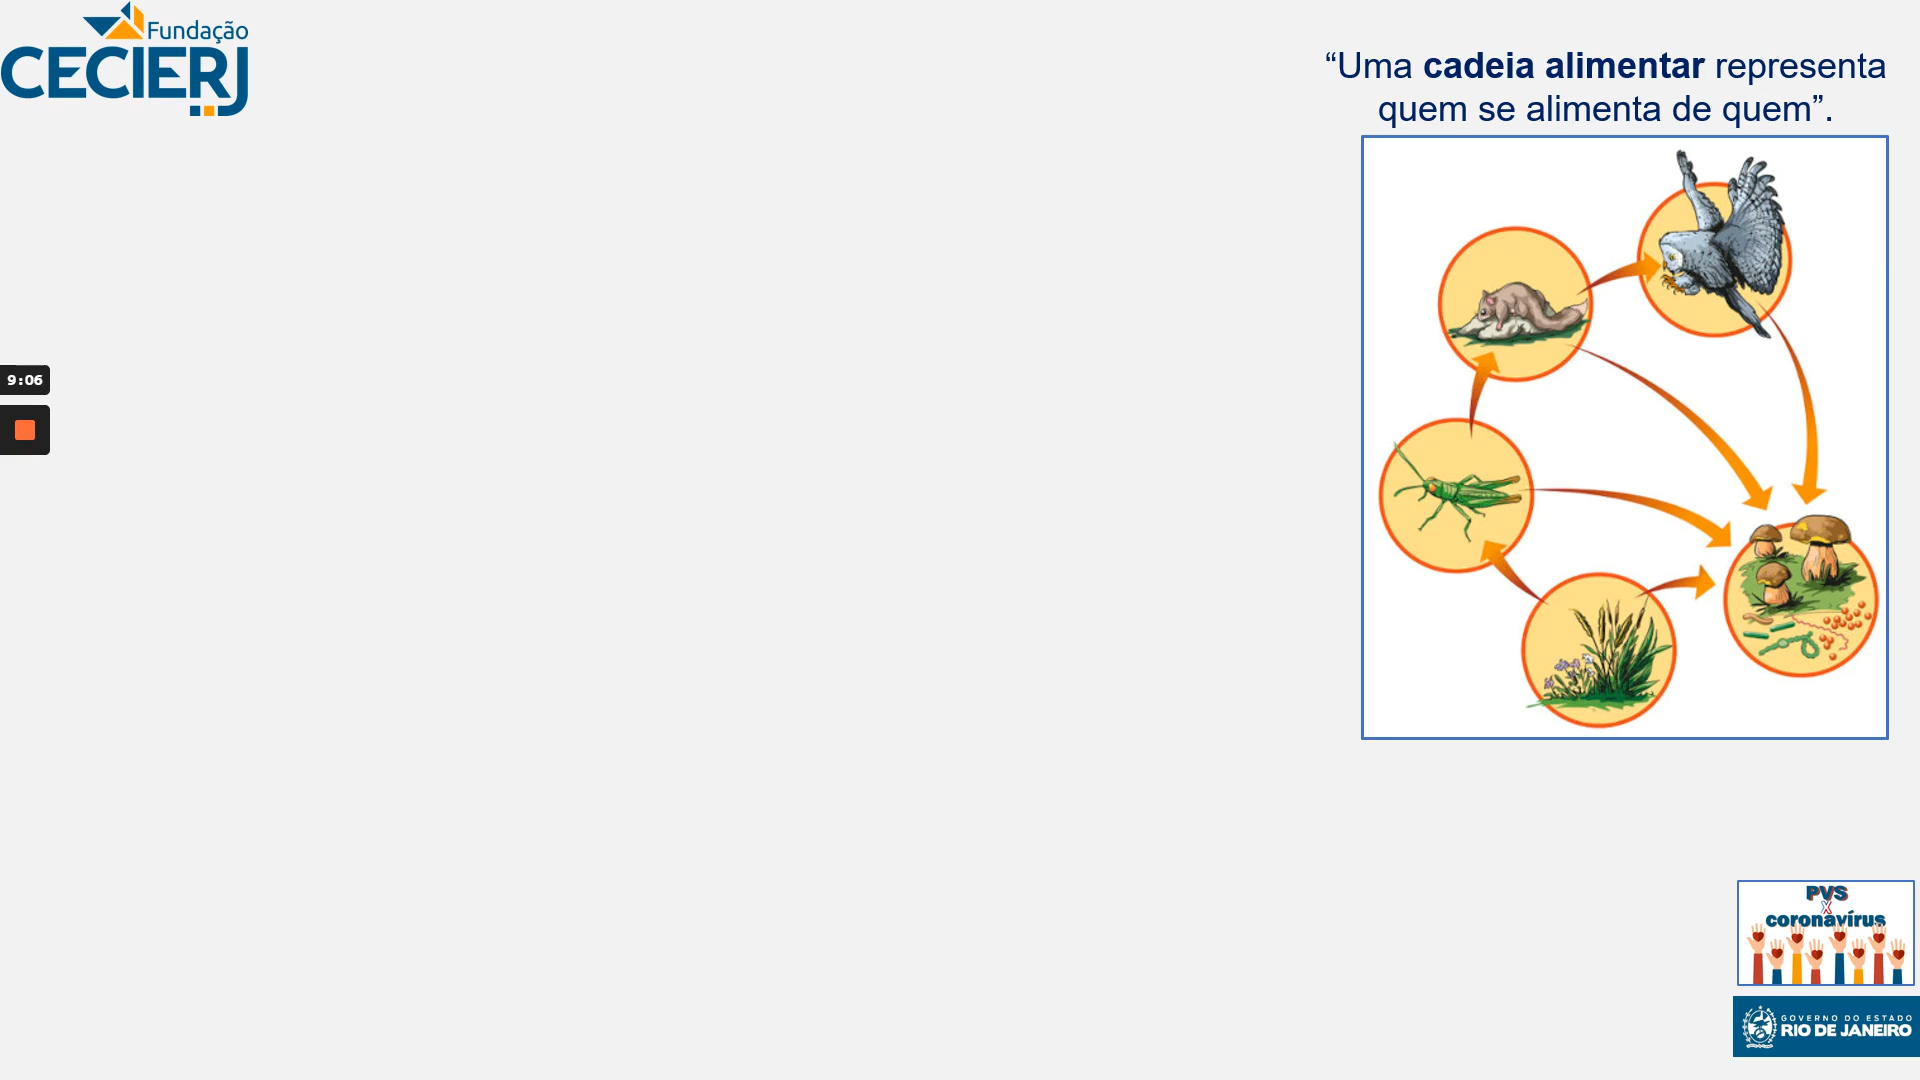 Fundação
CECIERJ
“Uma cadeia alimentar representa
quem se alimenta de quem”.
9:06
PVS
X
coronavírus
GOVERNO DO ESTADO
RIO DE JANEIRO